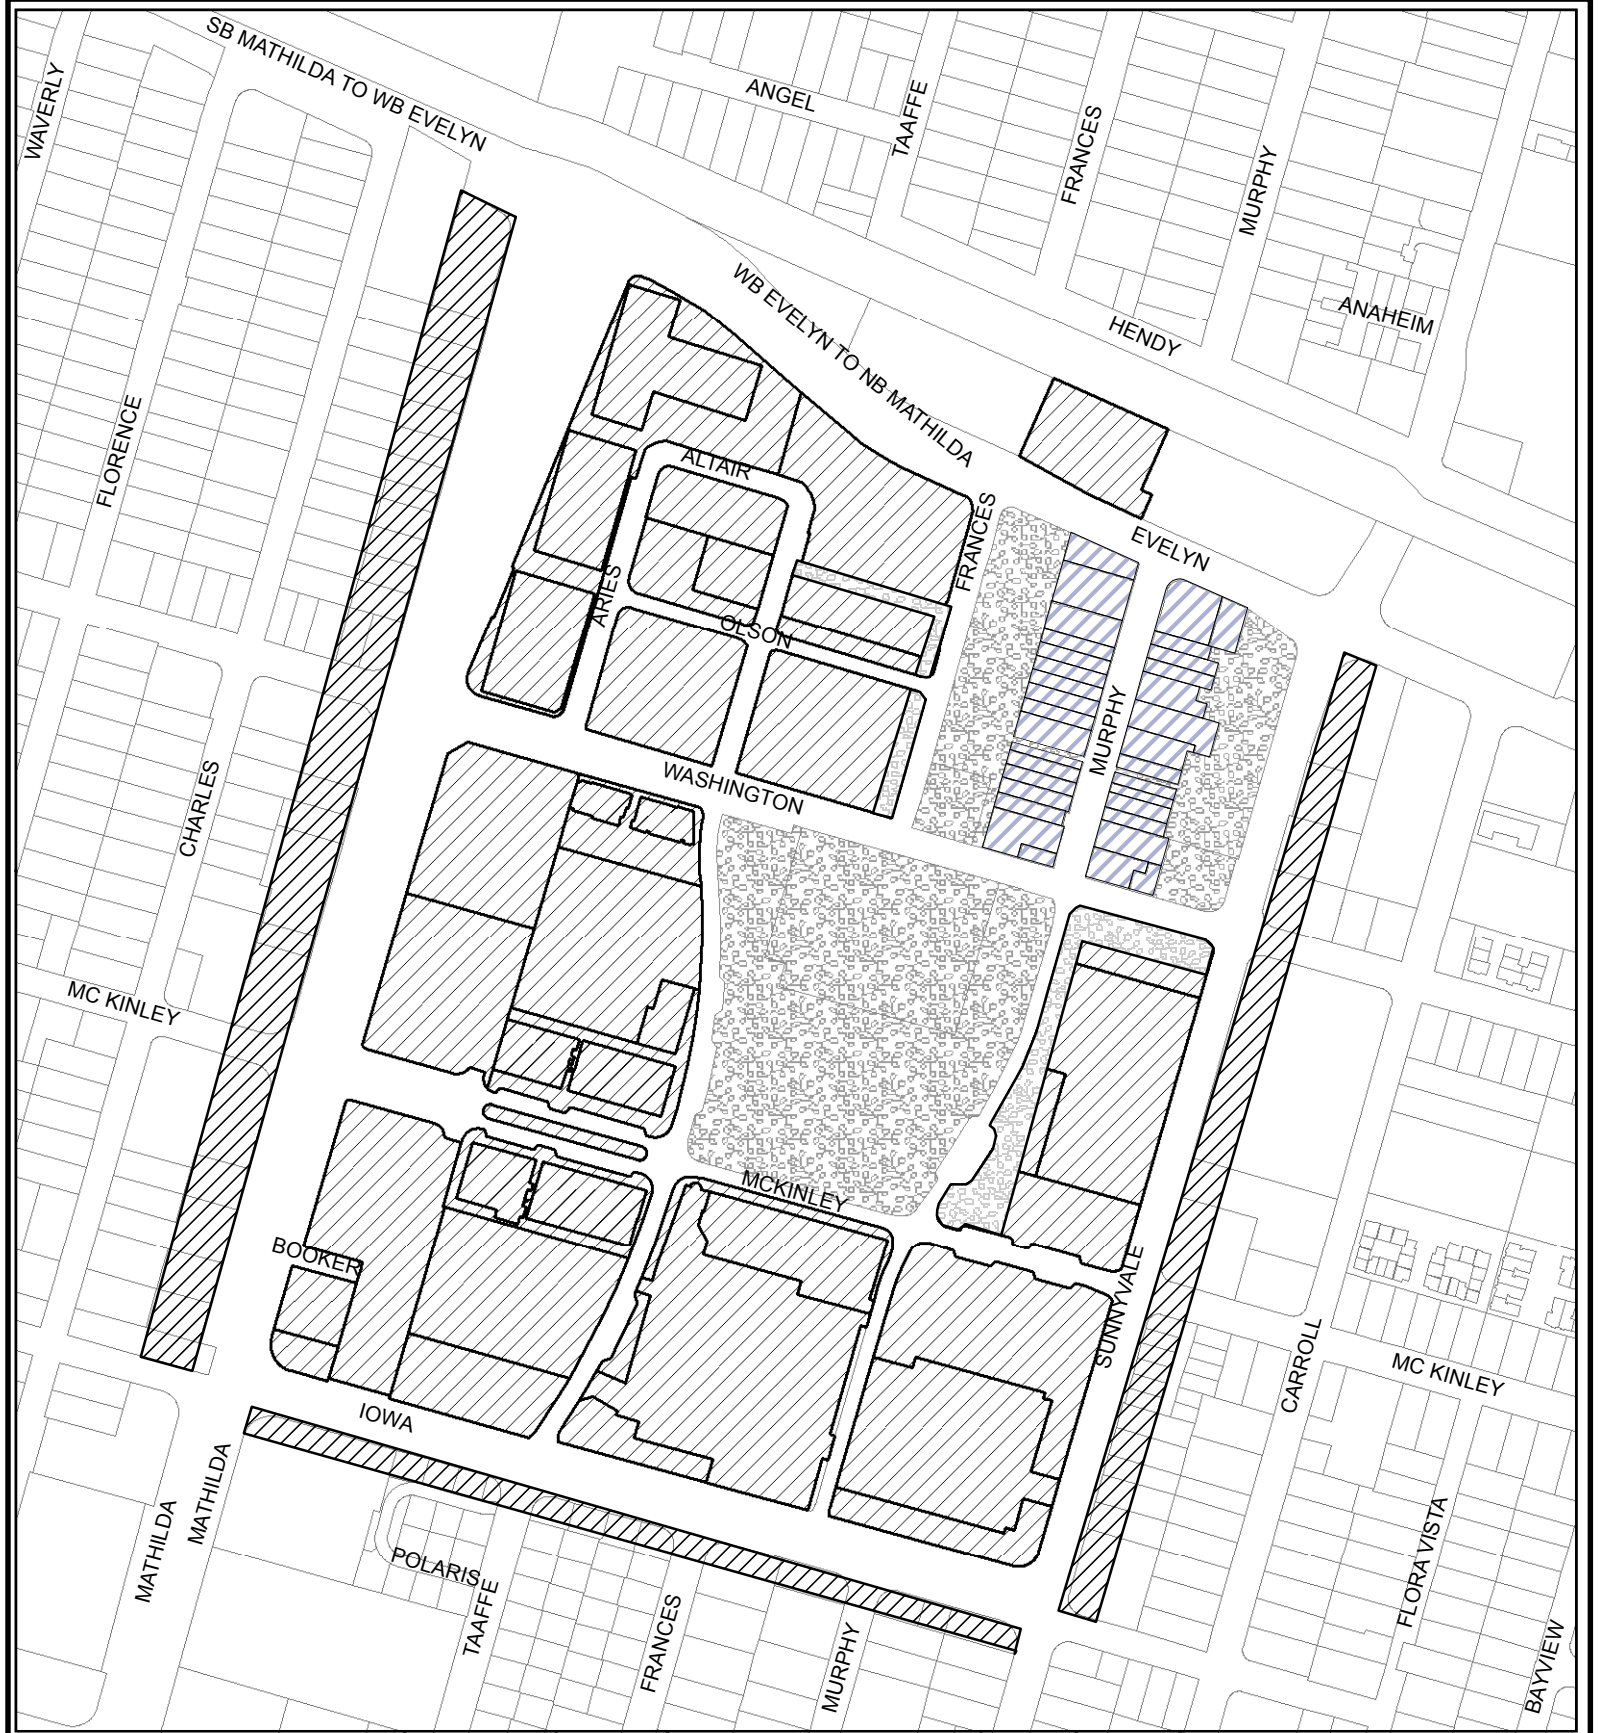 SB MATHILDA TO WB EVELYN
WAVERLY
ANGEL
TAAFFE
FRANCES
MURPHY
ANAHEIM
HENDY
WB EVELYN TO NB MATHILDA
FLORENCE
ALTAIR
FRANCES
EVELYN
ARIES
OLSON
MURPHY
WASHINGTON
CHARLES
MC KINLEY
MCKINLEY
BOOKER
SUNNYVALE
CARROLL
MC KINLEY
IOWA
MATHILDA
MATHILDA
POLARIS
TAAFFE
FRANCES
MURPHY
FLORA VISTA
BAYVIEW